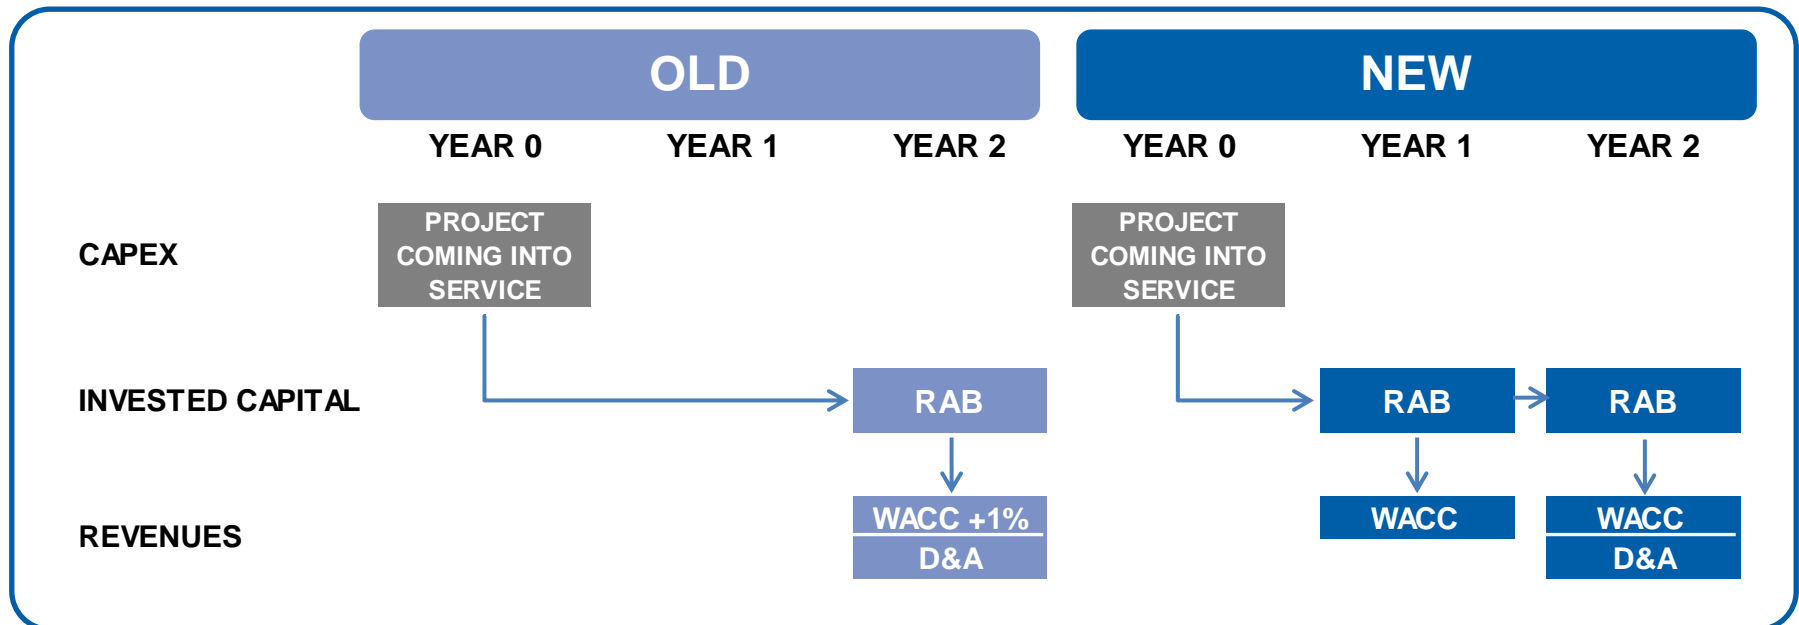 OLD
NEW
YEAR 0
YEAR 1
YEAR 2
YEAR 0
YEAR 1
YEAR 2
CAPEX
PROJECT
COMING INTO
SERVICE
PROJECT
COMING INTO
SERVICE
INVESTED CAPITAL
RAB
RAB
RAB
REVENUES
WACC +1%
D&A
WACC
WACC
D&A